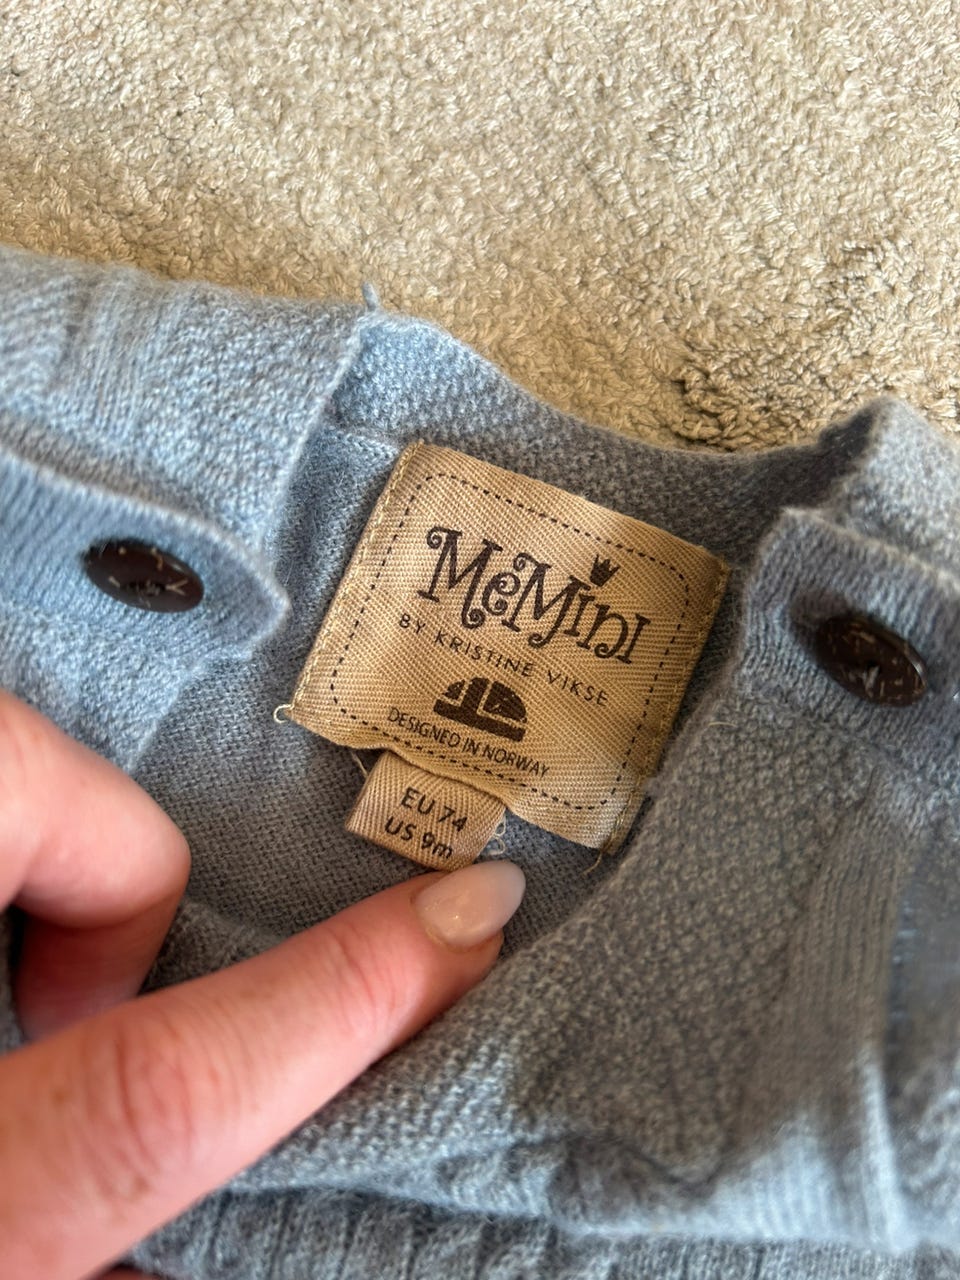 MeMini
BY KRISTINE VIKSE
DESIGNED IN NORWAY
EU 74
US 9m